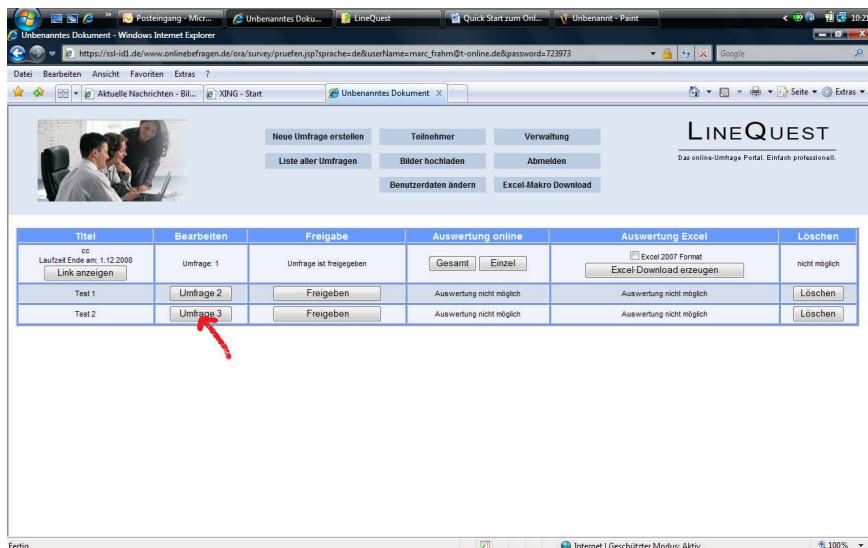 Posteingang - Micr...
Unbenanntes Doku...
LineQuest
Quick Start zum Onl...
Unbenannt - Paint
10:22
Unbenanntes Dokument - Windows Internet Explorer
https://ssl-id1.de/www.onlinebefragen.de/ora/survey/pruefen.jsp?sprache=de&userName=marc_frahm@t-online.de&password=723973
Google
Datei Bearbeiten Ansicht Favoriten Extras ?
Aktuelle Nachrichten - Bil...
XING - Start
Unbenanntes Dokument
Seite
Extras
Neue Umfrage erstellen
Teilnehmer
Verwaltung
LINEQUEST
Liste aller Umfragen
Bilder hochladen
Abmelden
Das online-Umfrage Portal. Einfach professionell.
Benutzerdaten ändern
Excel-Makro Download
Titel Bearbeiten Freigabe Auswertung online Auswertung Excel Löschen
cc
Laufzeit Ende am: 1.12.2008
Link anzeigen
Umfrage: 1
Umfrage ist freigegeben
Gesamt Einzel
Excel 2007 Format
Excel-Download erzeugen
nicht möglich
Test 1 Umfrage 2 Freigeben Auswertung nicht möglich Auswertung nicht möglich Löschen
Test 2 Umfrage 3 Freigeben Auswertung nicht möglich Auswertung nicht möglich Löschen
Fertig
Internet | Geschützter Modus: Aktiv
100%